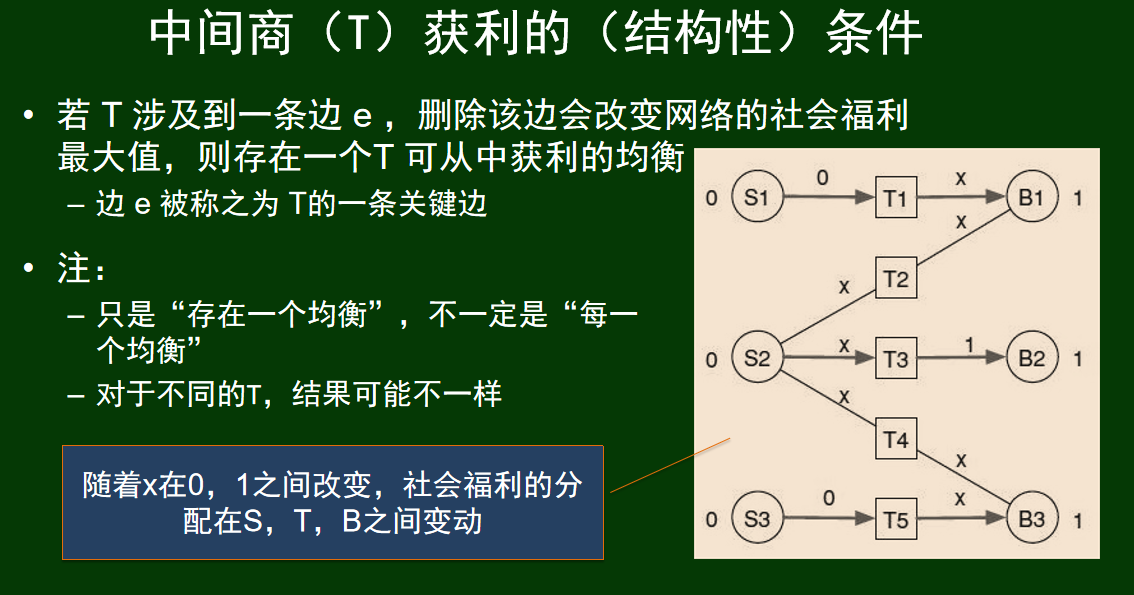 中间商（T）获利的（结构性）条件
• 若 T 涉及到一条边 e ，删除该边会改变网络的社会福利
最大值，则存在一个T 可从中获利的均衡
– 边 e 被称之为 T的一条关键边
• 注：
– 只是“存在一个均衡”，不一定是“每一
个均衡”
– 对于不同的T，结果可能不一样
随着x在0，1之间改变，社会福利的分
配在S，T，B之间变动
0 S1 0 T1 x B1 1
x
x T2
0 S2 x T3 1 B2 1
x
T4 x
0 S3 0 T5 x B3 1